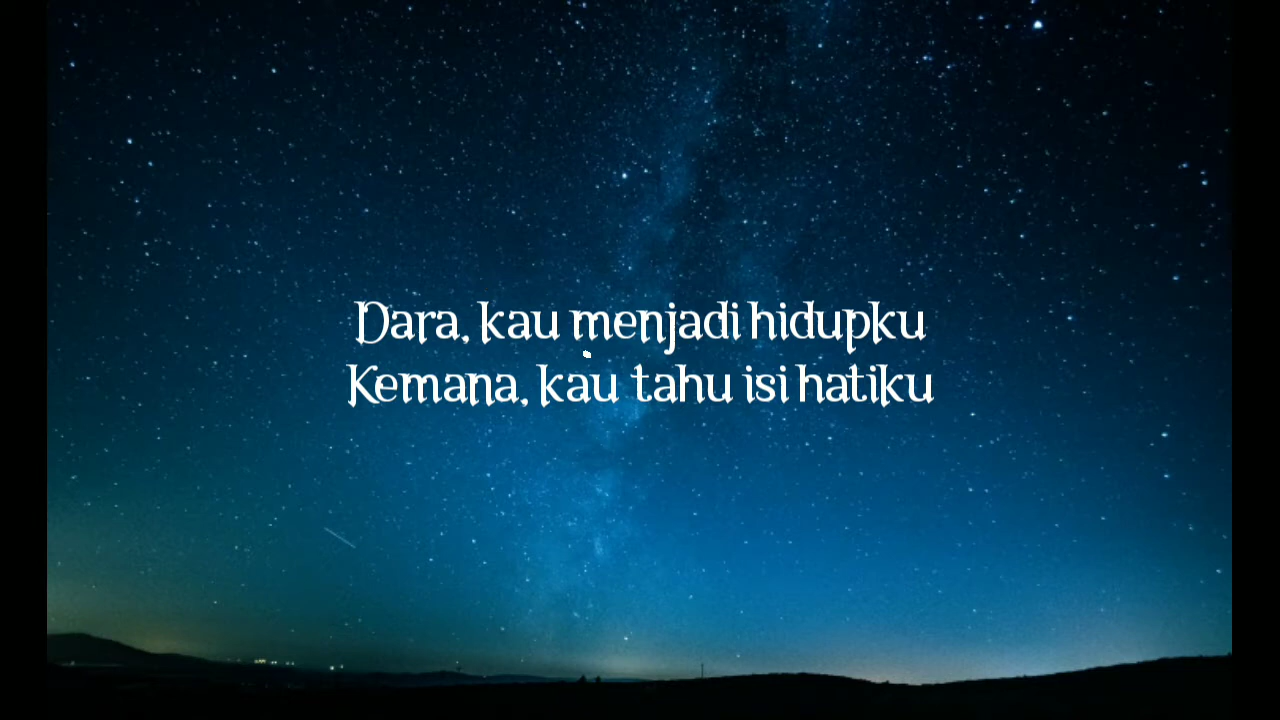 Dara, kau menjadi hidupku
Kemana, kau tahu isi hatiku